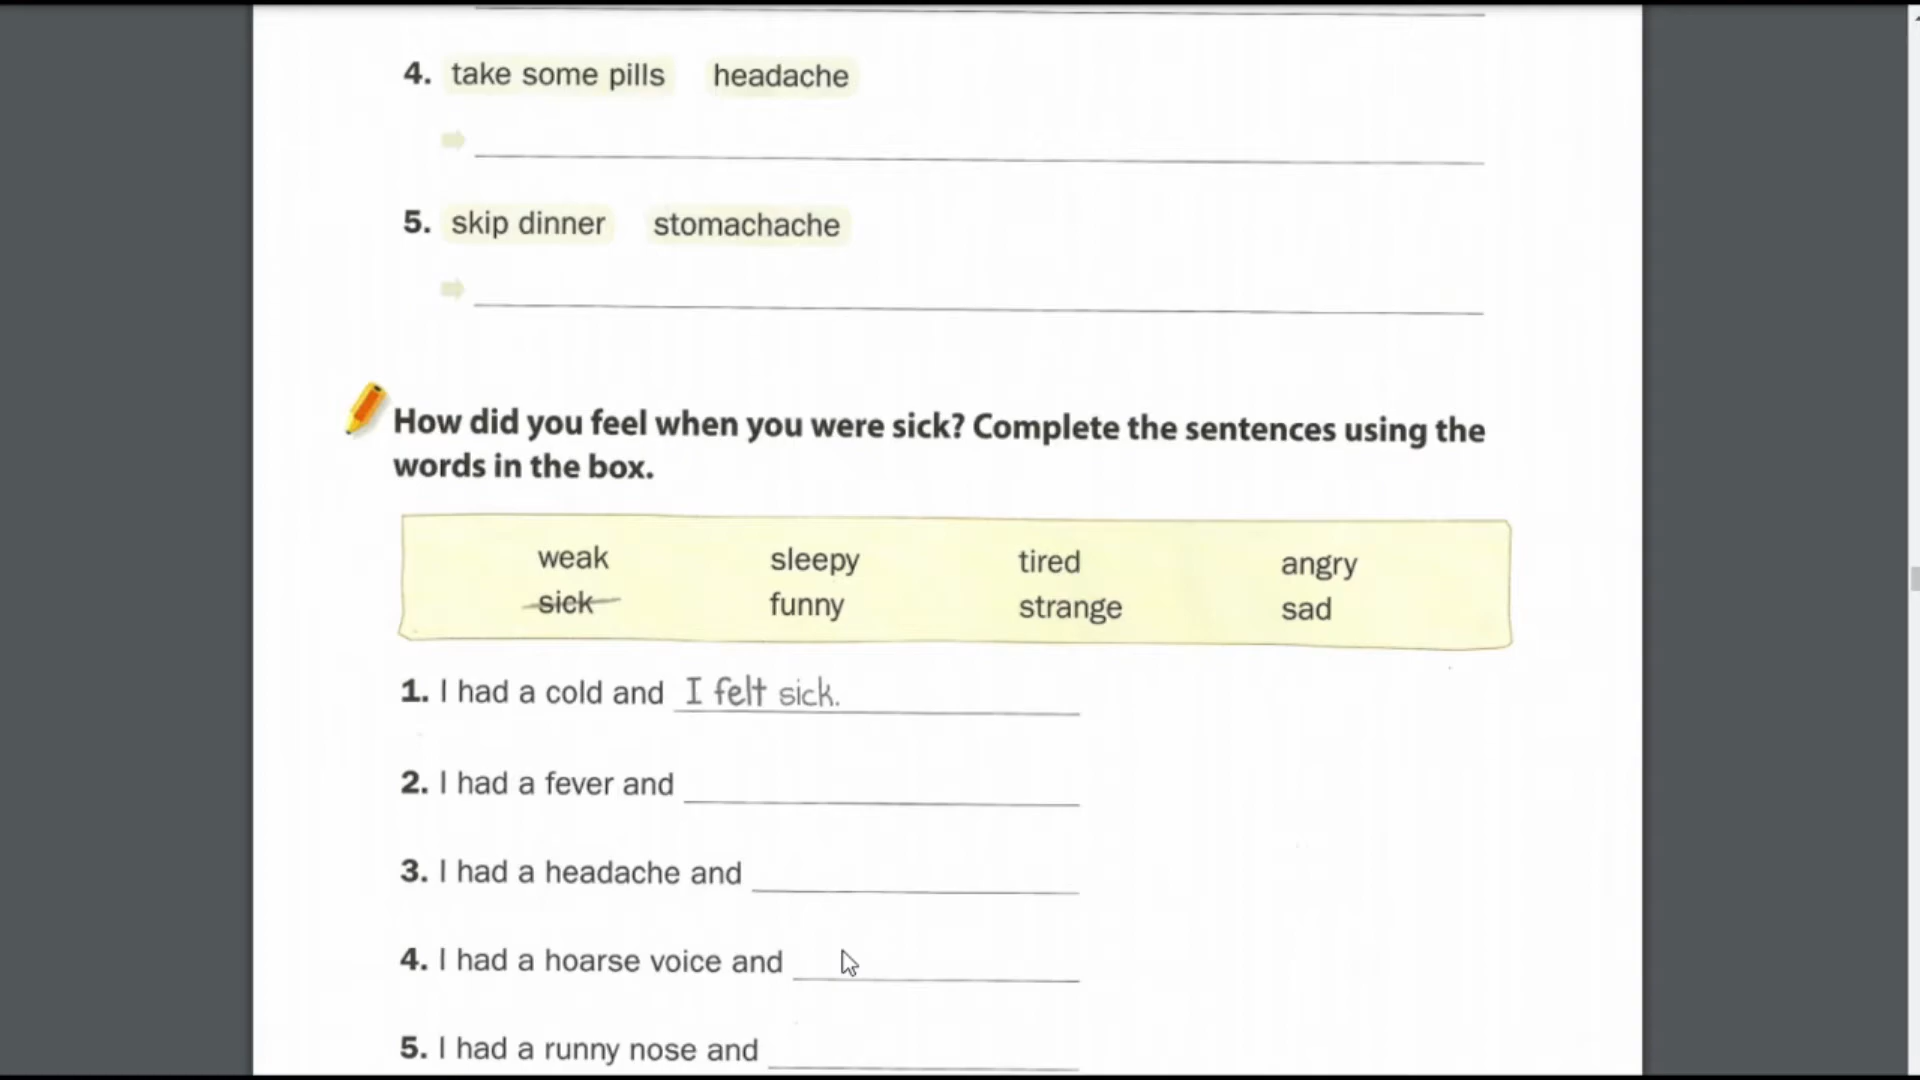 4. take some pills headache
5. skip dinner stomachache
How did you feel when you were sick? Complete the sentences using the
words in the box.
weak sleepy tired angry
sick funny strange sad
1. I had a cold and I felt sick.
2. I had a fever and
3. I had a headache and
4. I had a hoarse voice and
5. I had a runny nose and